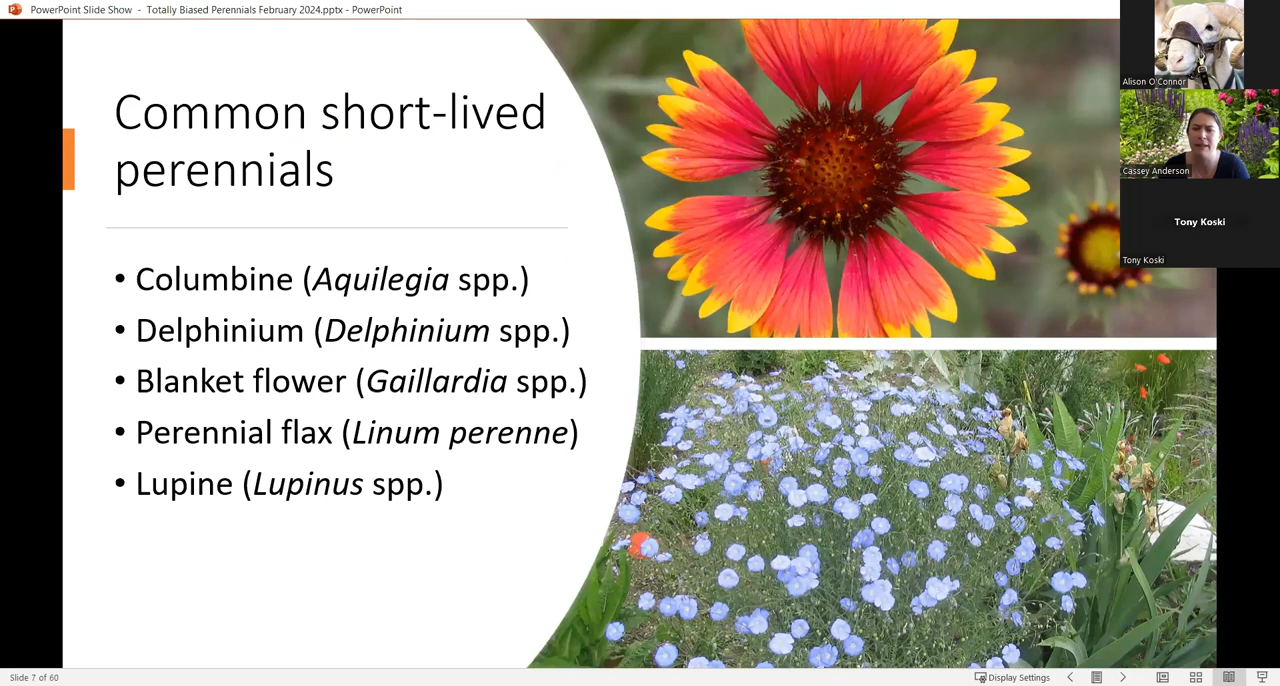 PowerPoint Slide Show - Totally Biased Perennials February 2024.pptx - PowerPoint
Common short-lived
perennials
• Columbine (Aquilegia spp.)
• Delphinium (Delphinium spp.)
• Blanket flower (Gaillardia spp.)
• Perennial flax (Linum perenne)
• Lupine (Lupinus spp.)
Alison O'Connor
Cassey Anderson
Tony Koski
Tony Koski
Slide 7 of 60
Display Settings